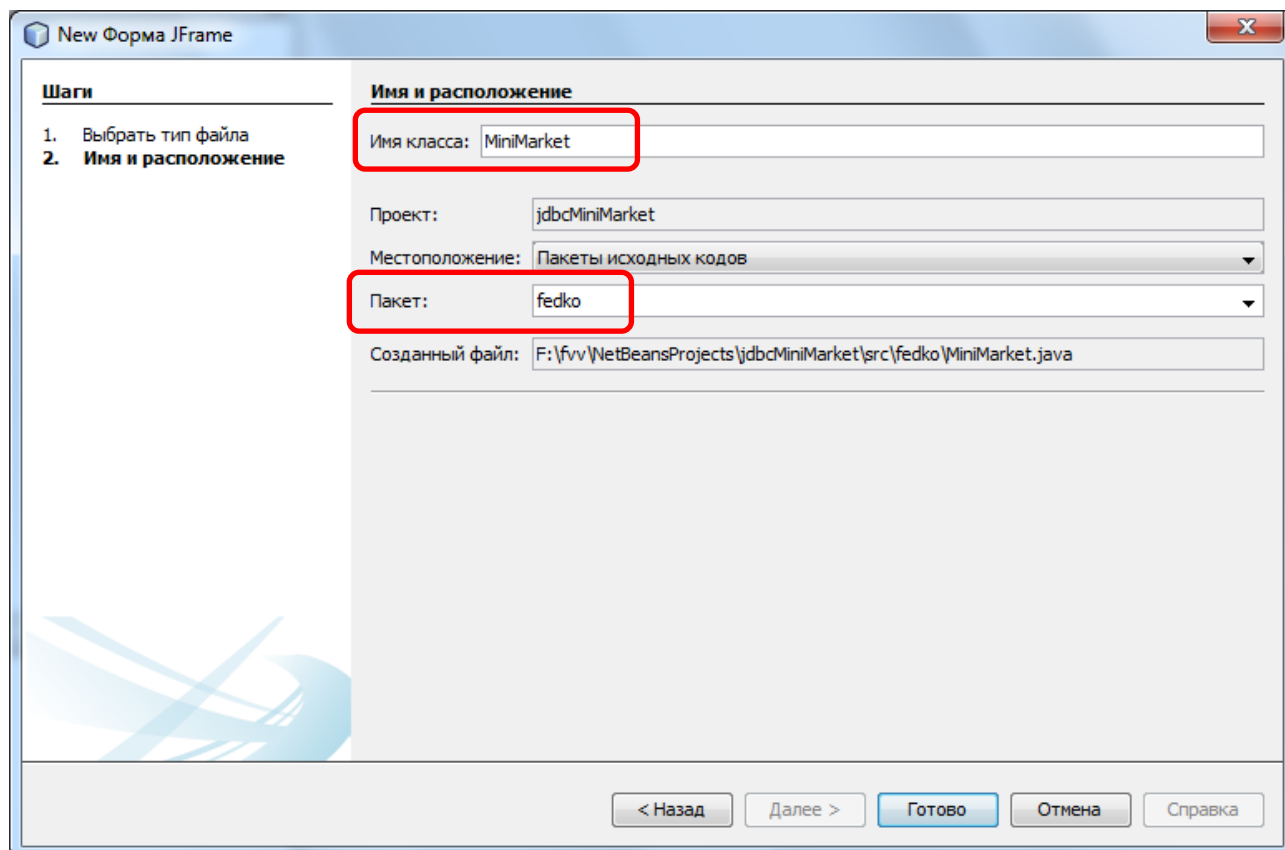 New Форма JFrame
Шаги
1. Выбрать тип файла
2. Имя и расположение
Имя и расположение
Имя класса: MiniMarket
Проект: jdbcMiniMarket
Местоположение: Пакеты исходных кодов
Пакет: fedko
Созданный файл: F:\fvv\NetBeansProjects\jdbcMiniMarket\src\fedko\MiniMarket.java
< Назад Далее > Готово Отмена Справка